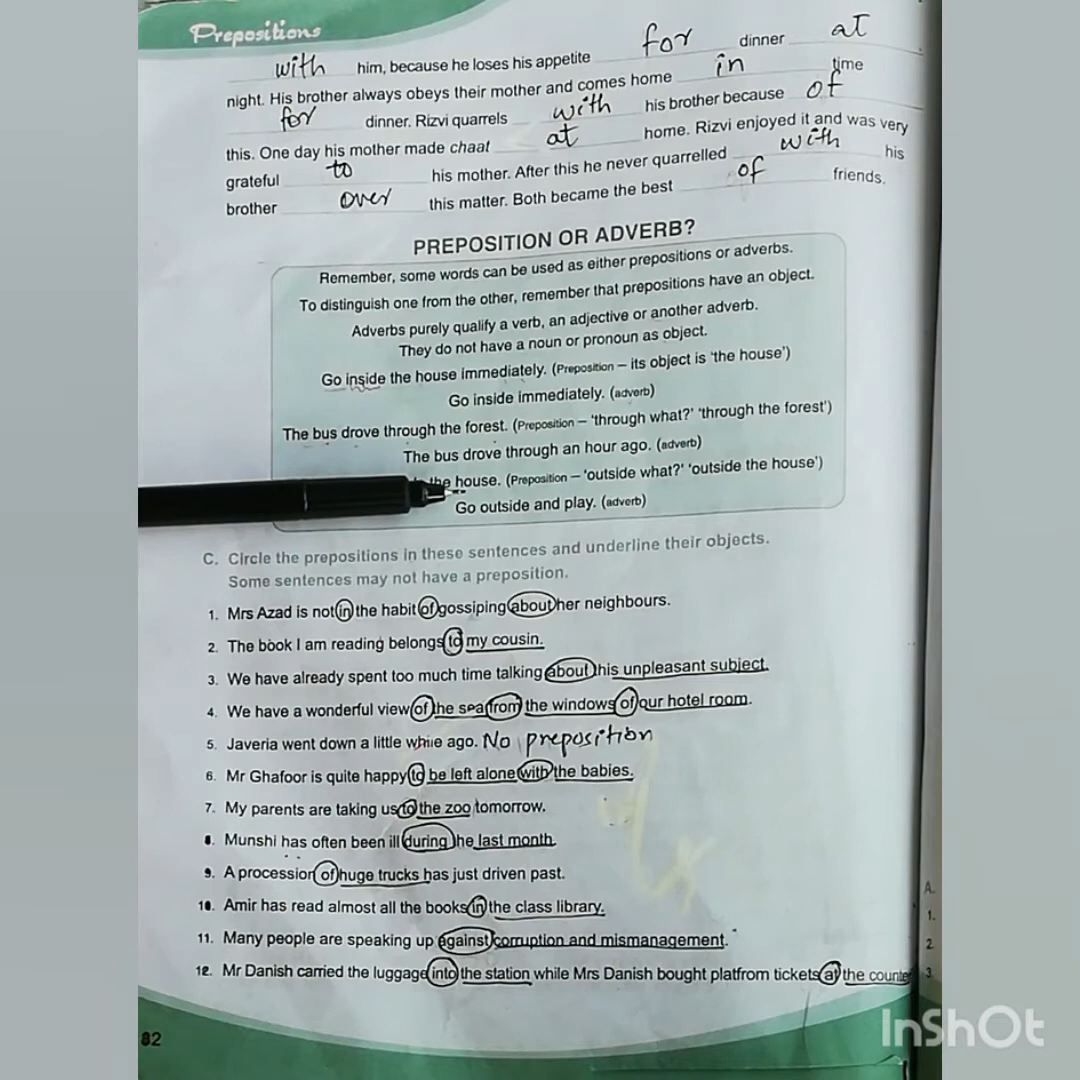 Prepositions
with him, because he loses his appetite for dinner at
night. His brother always obeys their mother and comes home in time
for dinner. Rizvi quarrels with his brother because of
this. One day his mother made chaat at home. Rizvi enjoyed it and was very
grateful to his mother. After this he never quarrelled with his
brother over this matter. Both became the best of friends.
PREPOSITION OR ADVERB?
Remember, some words can be used as either prepositions or adverbs.
To distinguish one from the other, remember that prepositions have an object.
Adverbs purely qualify a verb, an adjective or another adverb.
They do not have a noun or pronoun as object.
Go inside the house immediately. (Preposition – its object is 'the house')
Go inside immediately. (adverb)
The bus drove through the forest. (Preposition – 'through what?' 'through the forest')
The bus drove through an hour ago. (adverb)
the house. (Preposition – 'outside what?' 'outside the house')
Go outside and play. (adverb)
C. Circle the prepositions in these sentences and underline their objects.
Some sentences may not have a preposition.
1. Mrs Azad is not in the habit of gossiping about her neighbours.
2. The book I am reading belongs to my cousin.
3. We have already spent too much time talking about this unpleasant subject.
4. We have a wonderful view of the sea from the windows of our hotel room.
5. Javeria went down a little while ago. No preposition
6. Mr Ghafoor is quite happy to be left alone with the babies.
7. My parents are taking us to the zoo tomorrow.
8. Munshi has often been ill during the last month.
9. A procession of huge trucks has just driven past.
10. Amir has read almost all the books in the class library.
11. Many people are speaking up against corruption and mismanagement.
12. Mr Danish carried the luggage into the station while Mrs Danish bought platfrom tickets at the counter
A.
1.
2
3
82
InShOt